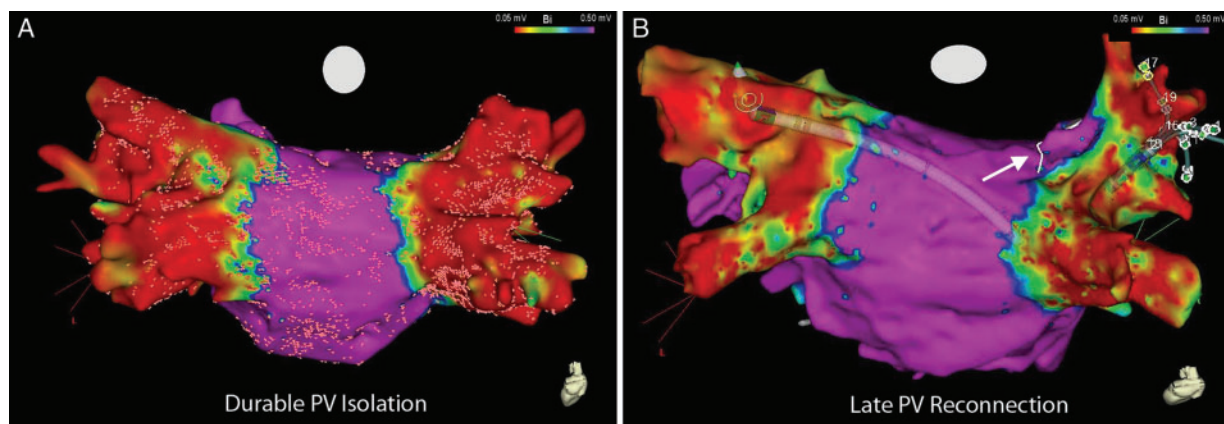 A
0.05 mV Bi 0.50 mV
L
Durable PV Isolation
B
0.05 mV Bi 0.50 mV
17
19
16
L
Late PV Reconnection